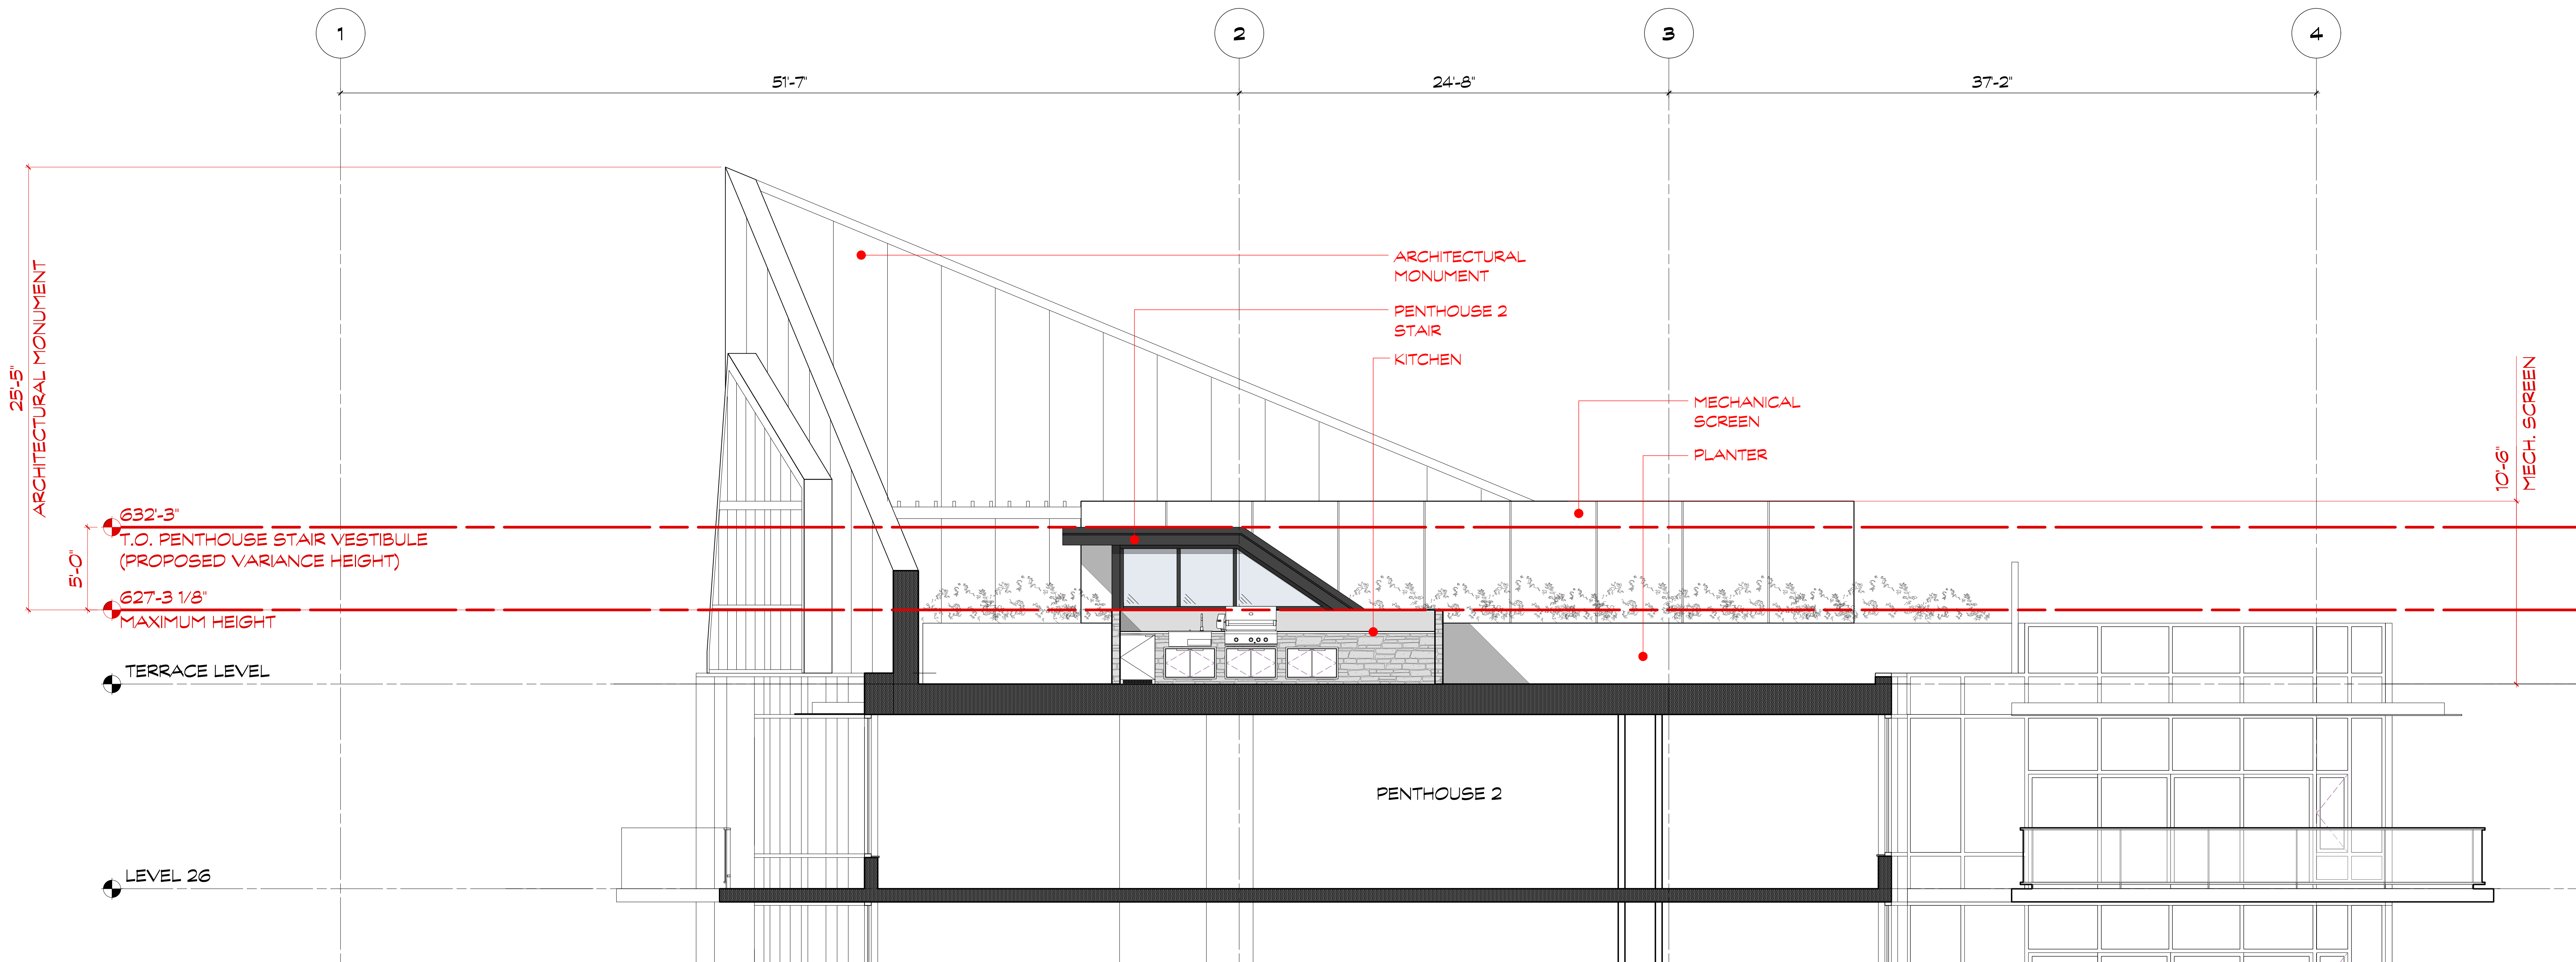 1
2
3
4
51'-7"
24'-8"
37'-2"
ARCHITECTURAL
MONUMENT
PENTHOUSE 2
STAIR
KITCHEN
MECHANICAL
SCREEN
PLANTER
25'-5"
ARCHITECTURAL MONUMENT
10'-6"
MECH. SCREEN
632'-3"
T.O. PENTHOUSE STAIR VESTIBULE
(PROPOSED VARIANCE HEIGHT)
5'-0"
627-3 1/8"
MAXIMUM HEIGHT
TERRACE LEVEL
PENTHOUSE 2
LEVEL 26